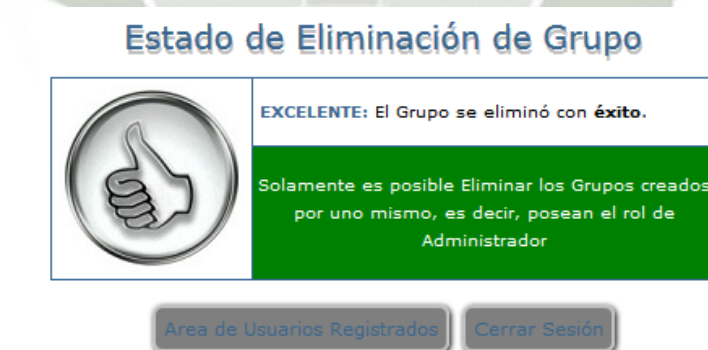 Estado de Eliminación de Grupo
EXCELENTE: El Grupo se eliminó con éxito.
Solamente es posible Eliminar los Grupos creados
por uno mismo, es decir, posean el rol de
Administrador
Area de Usuarios Registrados
Cerrar Sesión